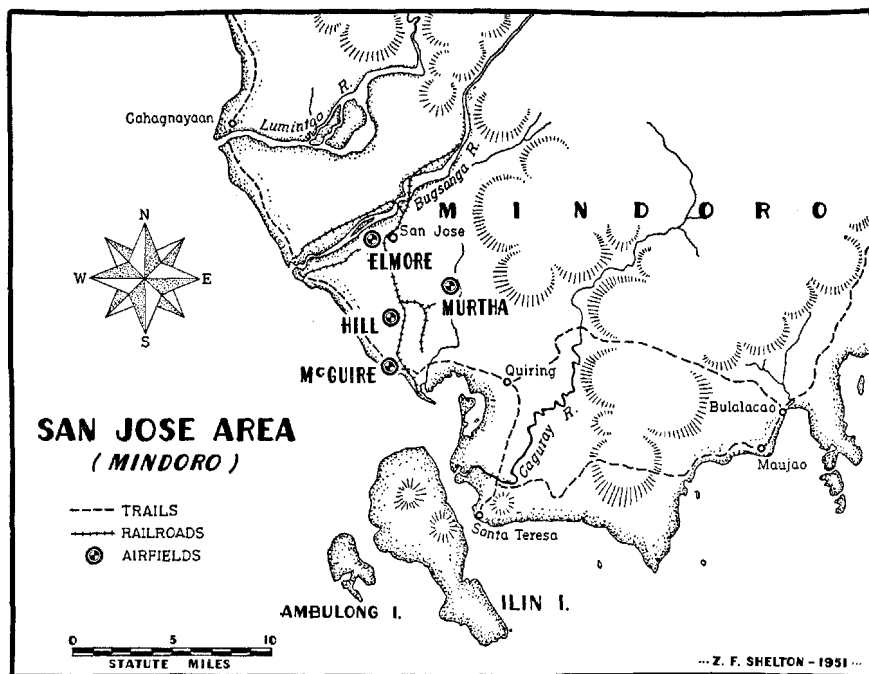 Cahagnayaan
Lumintao R.
Bugsanga R.
MINDORO
San Jose
ELMORE
MURTHA
HILL
McGUIRE
Quiring
Caguray R.
Bulalacao
Maujao
Santa Teresa
ILIN I.
AMBULONG I.
N
W E
S
SAN JOSE AREA
(MINDORO)
TRAILS
RAILROADS
AIRFIELDS
0 5 10
STATUTE MILES
--- Z. F. SHELTON - 1951 ---